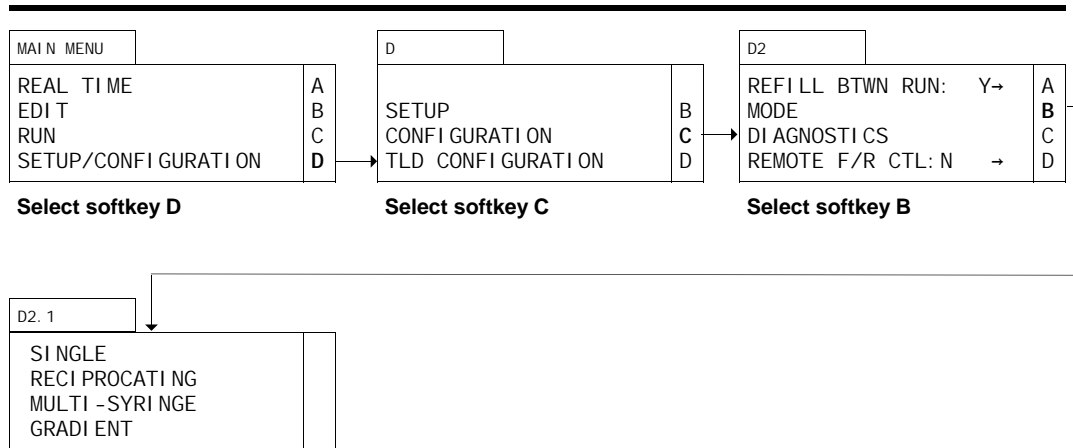 MAIN MENU
REAL TIME A
EDIT B
RUN C
SETUP/CONFIGURATION D
Select softkey D
D
SETUP B
CONFIGURATION C
TLD CONFIGURATION D
Select softkey C
D2
REFILL BTWN RUN: Y→ A
MODE B
DIAGNOSTICS C
REMOTE F/R CTL:N → D
Select softkey B
D2.1
SINGLE
RECIPROCATING
MULTI-SYRINGE
GRADIENT